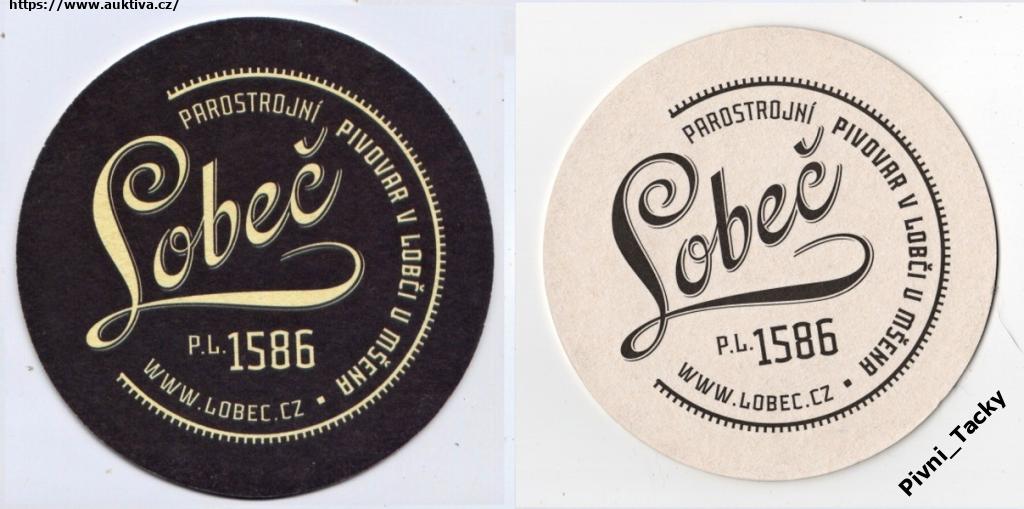 https://www.auktiva.cz/
PAROSTROJNÍ PIVOVAR V LOBČI U MŠENA
Lobeč
P.L. 1586
WWW.LOBEC.CZ •
PAROSTROJNÍ PIVOVAR V LOBČI U MŠENA
Lobeč
P.L. 1586
WWW.LOBEC.CZ •
Pivni_Tacky